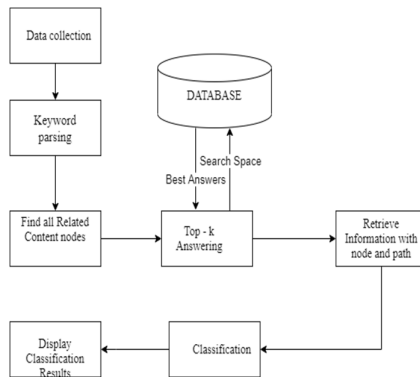 Data collection
Keyword
parsing
DATABASE
Search Space
Best Answers
Find all Related
Content nodes
Top - k
Answering
Retrieve
Information with
node and path
Classification
Display
Classification
Results